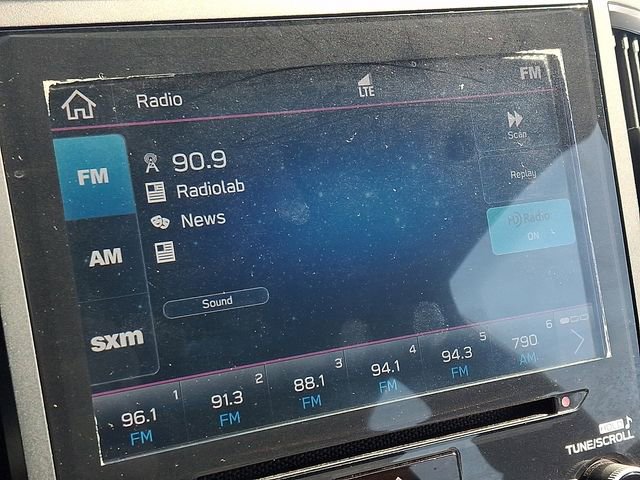 Radio
LTE
FM
FM
90.9
Scan
Radiolab
Replay
News
HD Radio
ON
AM
Sound
sxm
96.1 1
FM
91.3 2
FM
88.1 3
FM
94.1 4
FM
94.3 5
FM
790 6
AM
TUNE/SCROLL